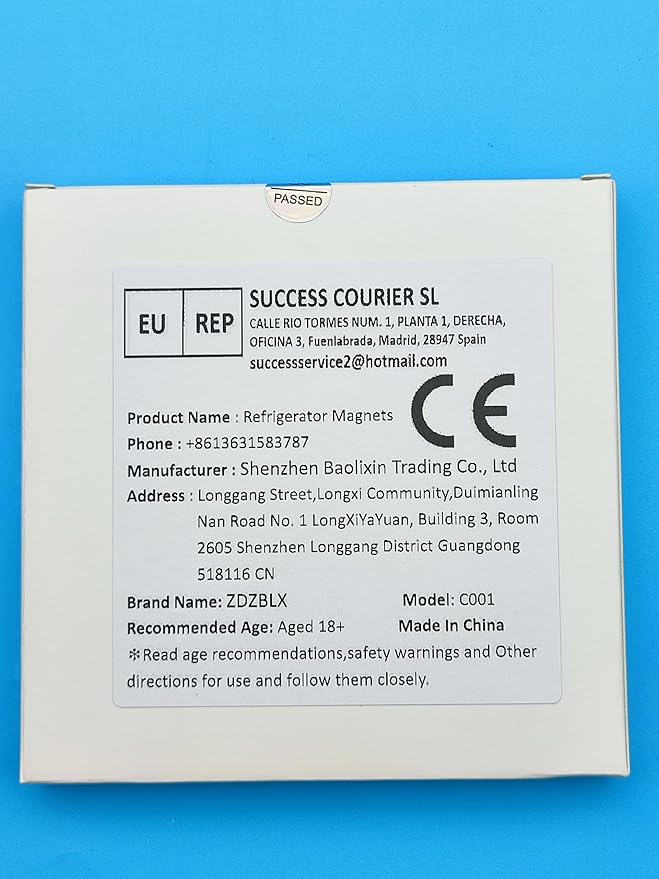 PASSED
EU REP
SUCCESS COURIER SL
CALLE RIO TORMES NUM. 1, PLANTA 1, DERECHA,
OFICINA 3, Fuenlabrada, Madrid, 28947 Spain
successservice2@hotmail.com
CE
Product Name : Refrigerator Magnets
Phone : +8613631583787
Manufacturer : Shenzhen Baolixin Trading Co., Ltd
Address : Longgang Street,Longxi Community,Duimianling
Nan Road No. 1 LongXiYaYuan, Building 3, Room
2605 Shenzhen Longgang District Guangdong
518116 CN
Brand Name: ZDZBLX Model: C001
Recommended Age: Aged 18+ Made In China
✻Read age recommendations,safety warnings and Other
directions for use and follow them closely.